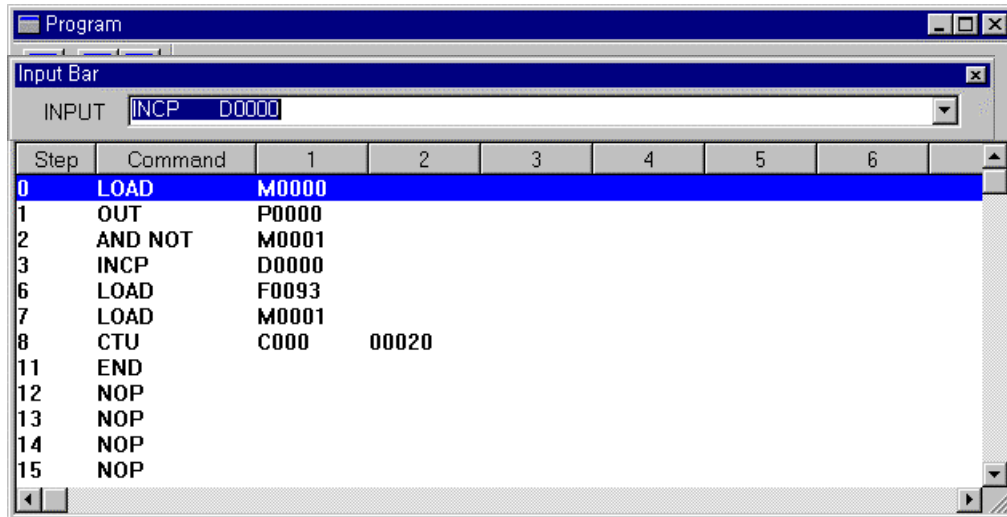 Program
Input Bar
INPUT INCP D0000
Step Command 1 2 3 4 5 6
0 LOAD M0000
1 OUT P0000
2 AND NOT M0001
3 INCP D0000
6 LOAD F0093
7 LOAD M0001
8 CTU C000 00020
11 END
12 NOP
13 NOP
14 NOP
15 NOP